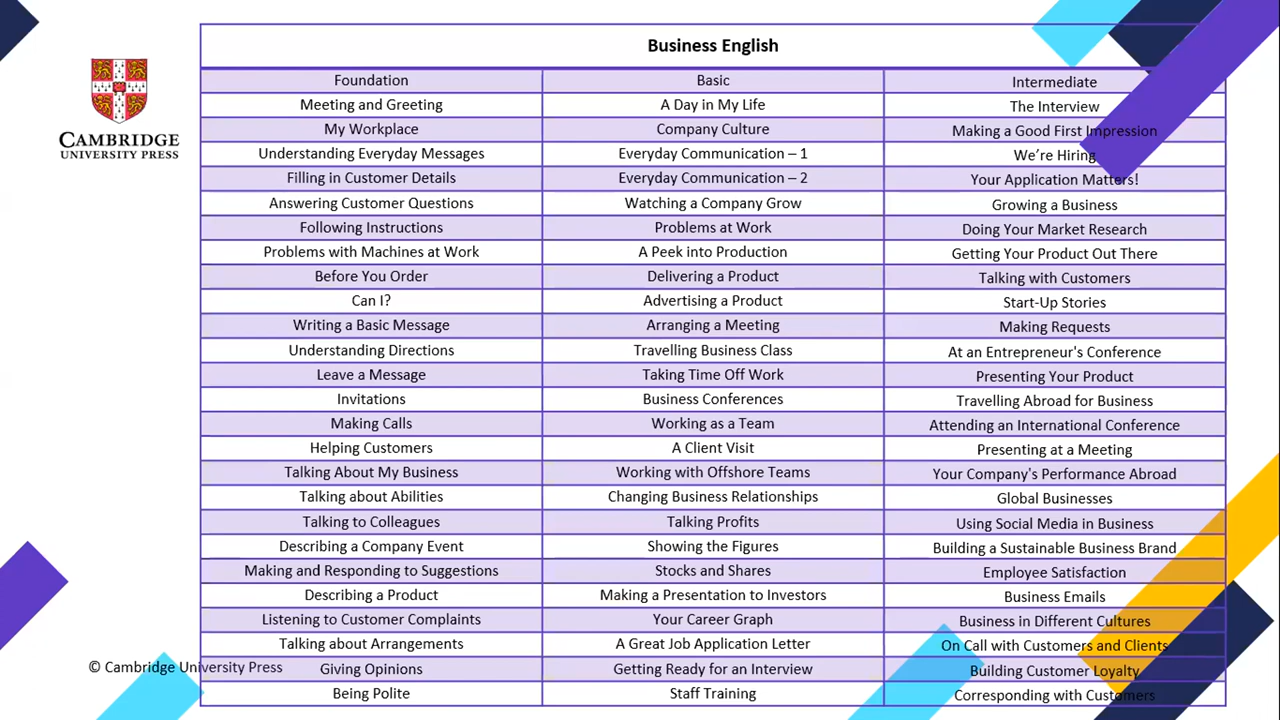 Business English
CAMBRIDGE
UNIVERSITY PRESS
Foundation Basic Intermediate
Meeting and Greeting A Day in My Life The Interview
My Workplace Company Culture Making a Good First Impression
Understanding Everyday Messages Everyday Communication – 1 We’re Hiring
Filling in Customer Details Everyday Communication – 2 Your Application Matters!
Answering Customer Questions Watching a Company Grow Growing a Business
Following Instructions Problems at Work Doing Your Market Research
Problems with Machines at Work A Peek into Production Getting Your Product Out There
Before You Order Delivering a Product Talking with Customers
Can I? Advertising a Product Start-Up Stories
Writing a Basic Message Arranging a Meeting Making Requests
Understanding Directions Travelling Business Class At an Entrepreneur's Conference
Leave a Message Taking Time Off Work Presenting Your Product
Invitations Business Conferences Travelling Abroad for Business
Making Calls Working as a Team Attending an International Conference
Helping Customers A Client Visit Presenting at a Meeting
Talking About My Business Working with Offshore Teams Your Company's Performance Abroad
Talking about Abilities Changing Business Relationships Global Businesses
Talking to Colleagues Talking Profits Using Social Media in Business
Describing a Company Event Showing the Figures Building a Sustainable Business Brand
Making and Responding to Suggestions Stocks and Shares Employee Satisfaction
Describing a Product Making a Presentation to Investors Business Emails
Listening to Customer Complaints Your Career Graph Business in Different Cultures
Talking about Arrangements A Great Job Application Letter On Call with Customers and Clients
Giving Opinions Getting Ready for an Interview Building Customer Loyalty
Being Polite Staff Training Corresponding with Customers
© Cambridge University Press